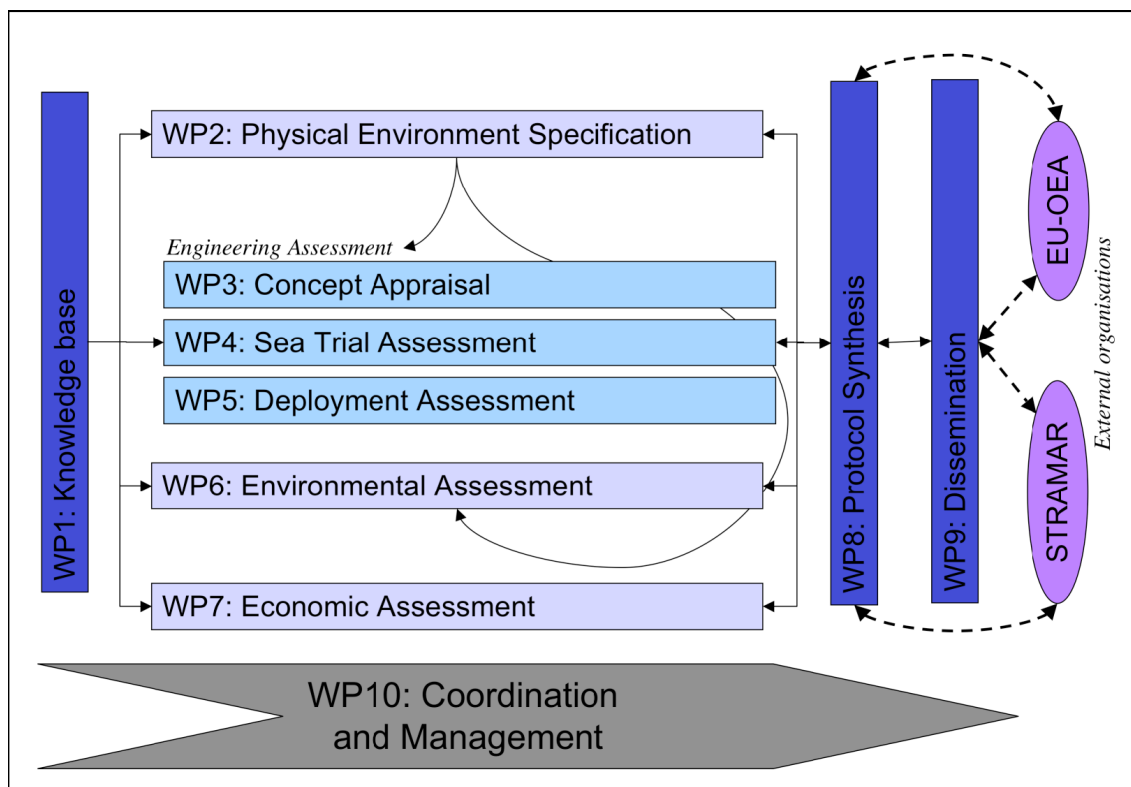 WP1: Knowledge base
WP2: Physical Environment Specification
Engineering Assessment
WP3: Concept Appraisal
WP4: Sea Trial Assessment
WP5: Deployment Assessment
WP6: Environmental Assessment
WP7: Economic Assessment
WP8: Protocol Synthesis
WP9: Dissemination
EU-OEA
STRAMAR
External organisations
WP10: Coordination
and Management